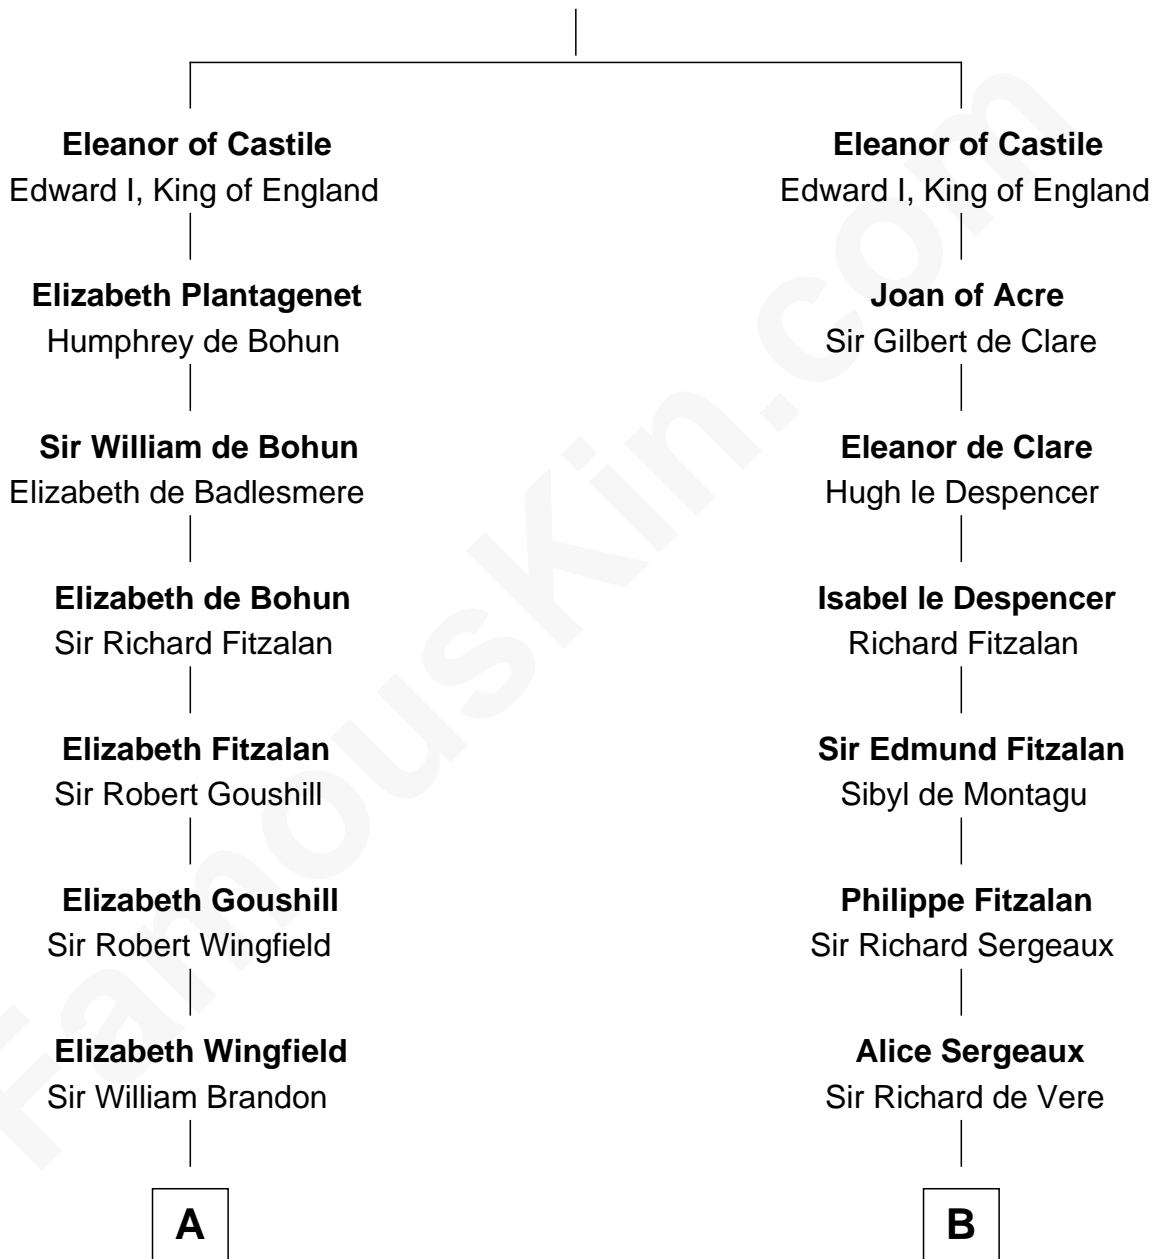 Eleanor of Castile
Edward I, King of England
Elizabeth Plantagenet
Humphrey de Bohun
Sir William de Bohun
Elizabeth de Badlesmere
Elizabeth de Bohun
Sir Richard Fitzalan
Elizabeth Fitzalan
Sir Robert Goushill
Elizabeth Goushill
Sir Robert Wingfield
Elizabeth Wingfield
Sir William Brandon
A
Eleanor of Castile
Edward I, King of England
Joan of Acre
Sir Gilbert de Clare
Eleanor de Clare
Hugh le Despencer
Isabel le Despencer
Richard Fitzalan
Sir Edmund Fitzalan
Sibyl de Montagu
Philippe Fitzalan
Sir Richard Sergeaux
Alice Sergeaux
Sir Richard de Vere
B
FamousKin.com